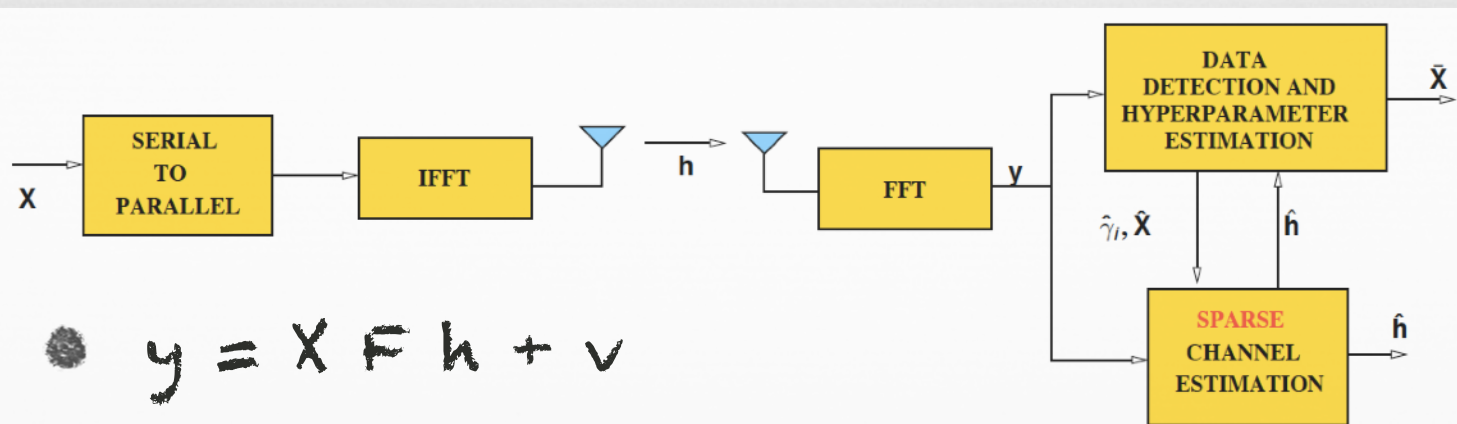 X
SERIAL
TO
PARALLEL
IFFT
h
FFT
y
DATA
DETECTION AND
HYPERPARAMETER
ESTIMATION
X̄
γ̂ᵢ, X̂
ĥ
SPARSE
CHANNEL
ESTIMATION
ĥ
y = X F h + v